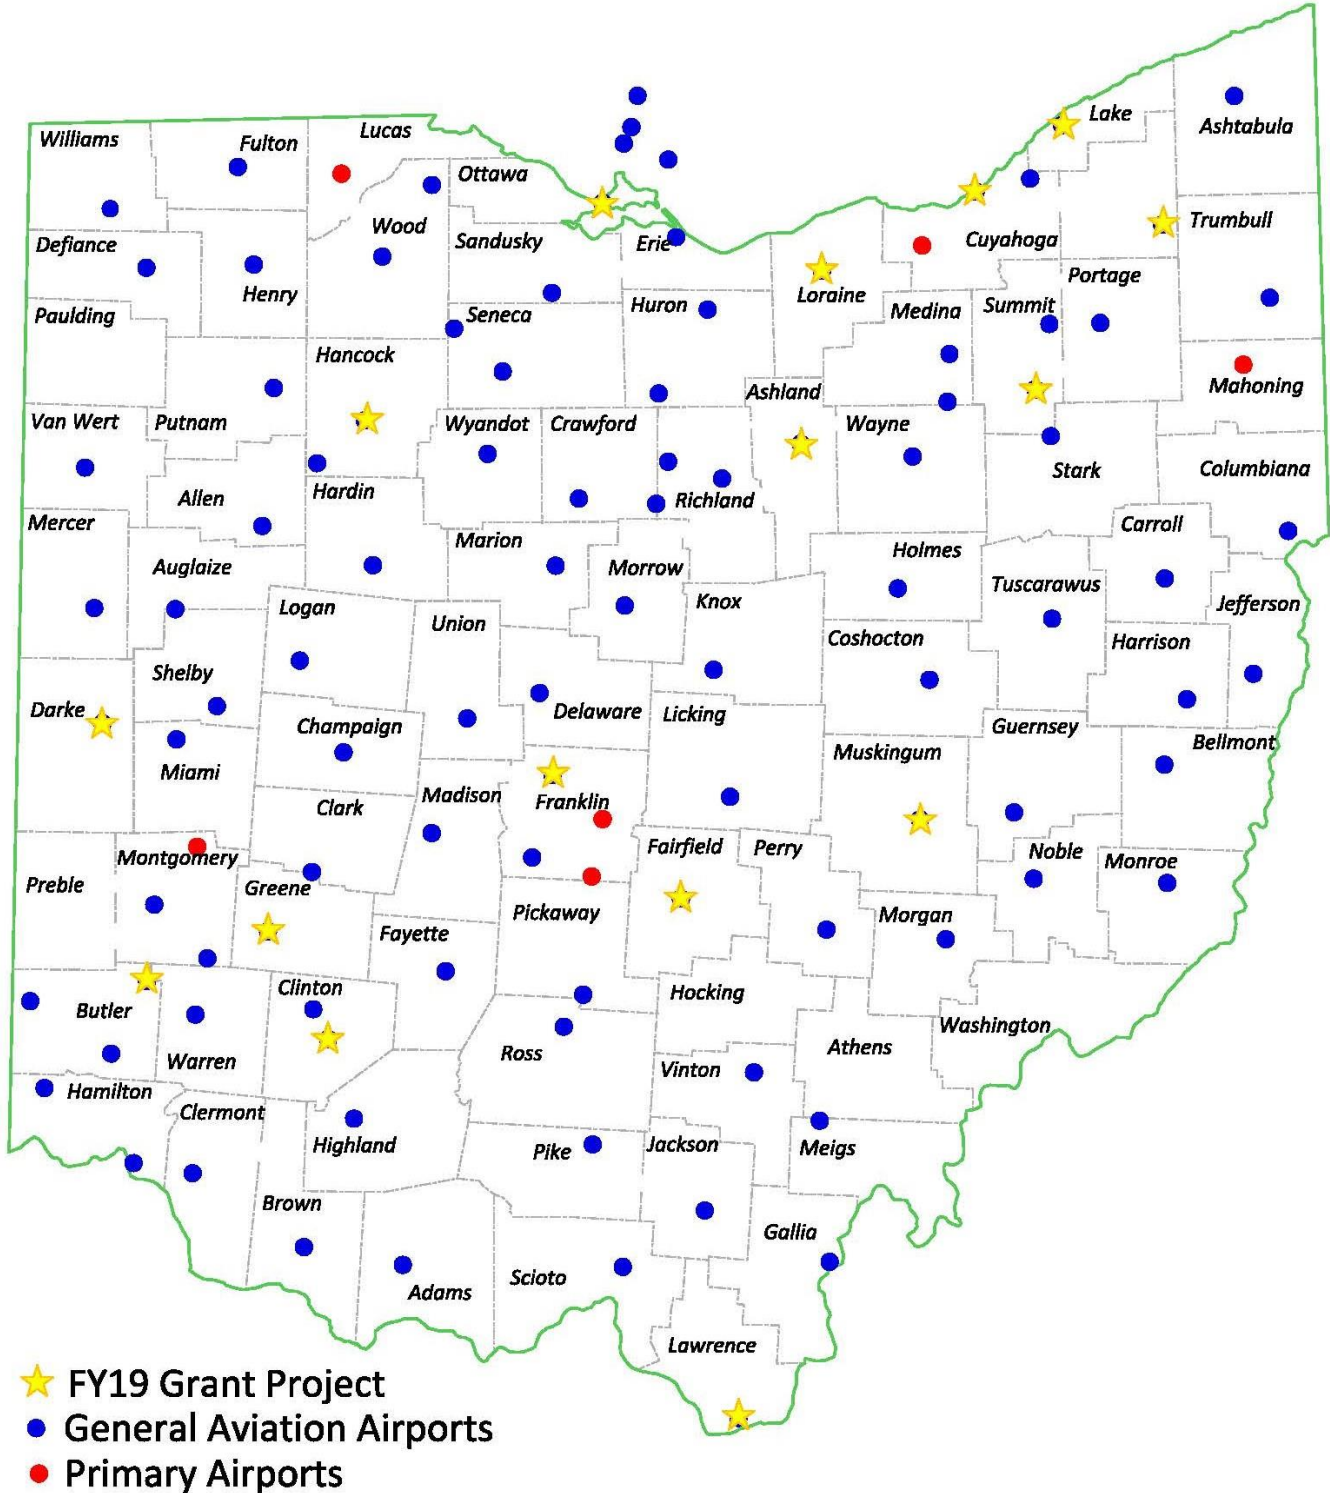 Lake
Ashtabula
Williams
Fulton
Lucas
Ottawa
Wood
Trumbull
Defiance
Sandusky
Erie
Cuyahoga
Portage
Henry
Loraine
Paulding
Seneca
Huron
Medina
Summit
Hancock
Ashland
Mahoning
Van Wert
Putnam
Wyandot
Crawford
Wayne
Stark
Columbiana
Allen
Hardin
Richland
Mercer
Marion
Carroll
Auglaize
Morrow
Holmes
Tuscarawus
Logan
Union
Knox
Jefferson
Coshocton
Harrison
Shelby
Darke
Champaign
Delaware
Licking
Guernsey
Miami
Muskingum
Bellmont
Clark
Madison
Franklin
Montgomery
Fairfield
Perry
Noble
Monroe
Preble
Greene
Pickaway
Morgan
Fayette
Clinton
Hocking
Butler
Washington
Warren
Ross
Vinton
Athens
Hamilton
Clermont
Highland
Pike
Jackson
Meigs
Brown
Gallia
Adams
Scioto
Lawrence
FY19 Grant Project
General Aviation Airports
Primary Airports